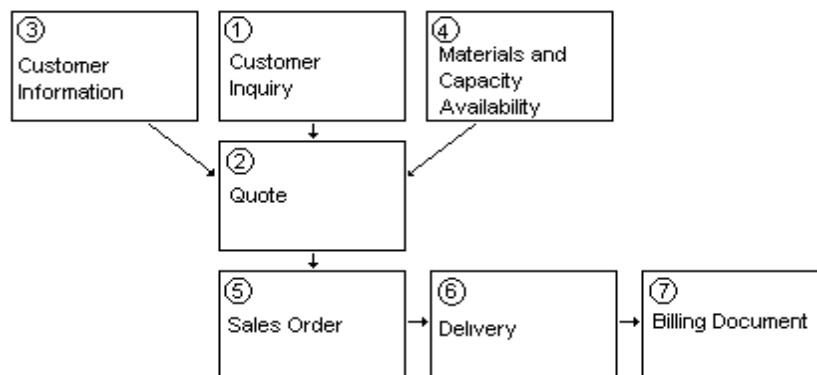 3
Customer
Information
1
Customer
Inquiry
4
Materials and
Capacity
Availability
2
Quote
5
Sales Order
6
Delivery
7
Billing Document